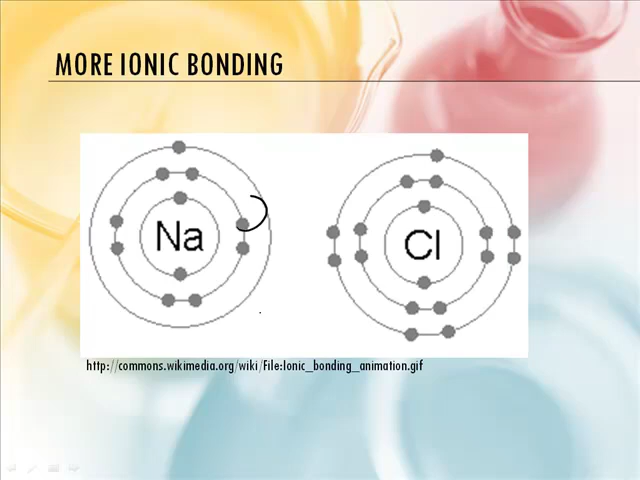 MORE IONIC BONDING
Na
Cl
http://commons.wikimedia.org/wiki/File:Ionic_bonding_animation.gif